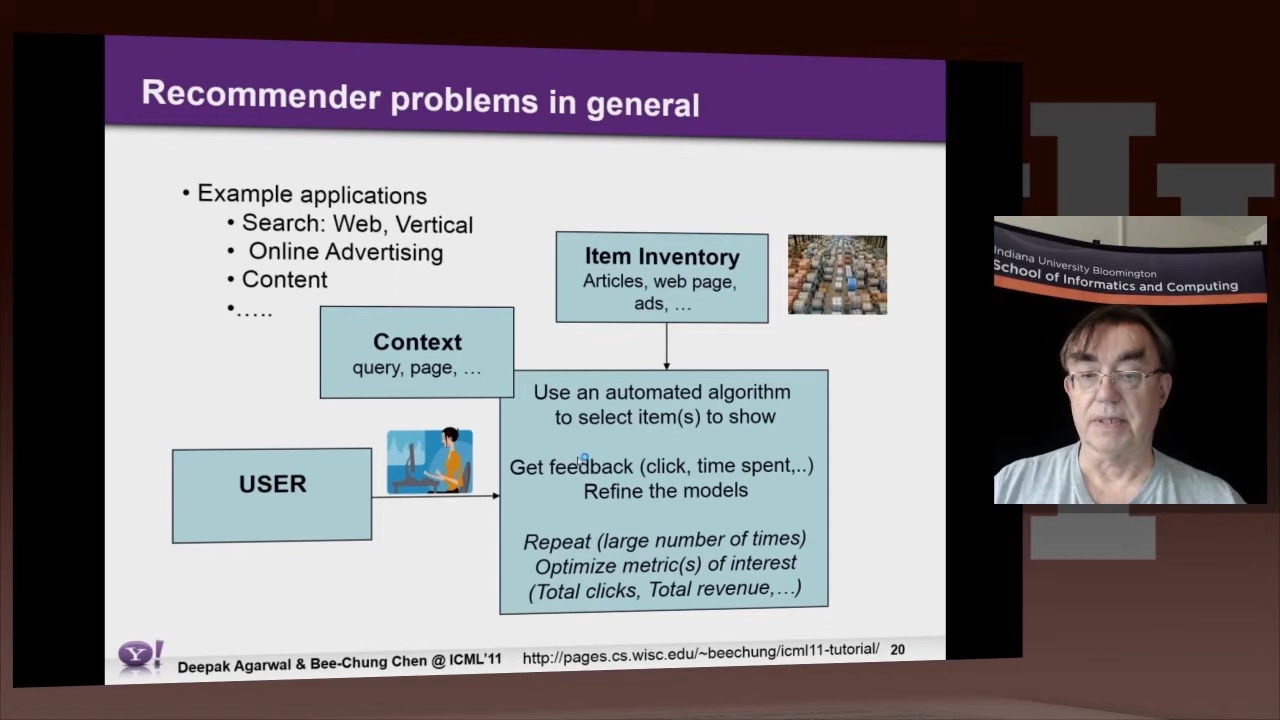 Recommender problems in general
• Example applications
• Search: Web, Vertical
• Online Advertising
• Content
•…..
Item Inventory
Articles, web page,
ads, …
Context
query, page, …
USER
Use an automated algorithm
to select item(s) to show
Get feedback (click, time spent,..)
Refine the models
Repeat (large number of times)
Optimize metric(s) of interest
(Total clicks, Total revenue,…)
Y!
Deepak Agarwal & Bee-Chung Chen @ ICML’11
http://pages.cs.wisc.edu/~beechung/icml11-tutorial/
20
Indiana University Bloomington
School of Informatics and Computing